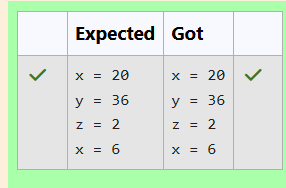 Expected Got
x = 20 x = 20
y = 36 y = 36
z = 2 z = 2
x = 6 x = 6